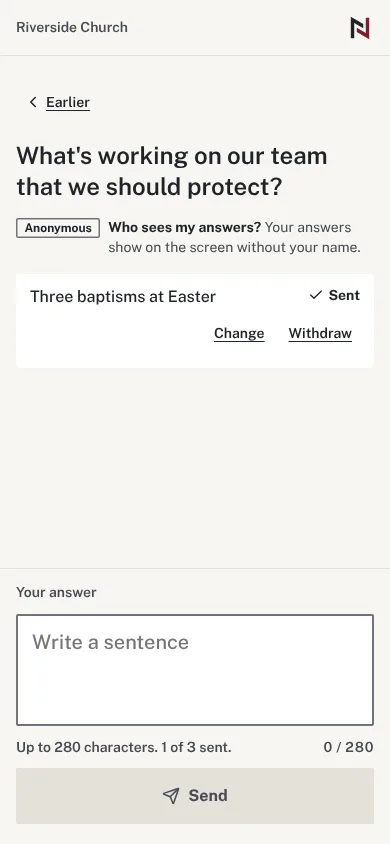 Riverside Church
Earlier
What's working on our team
that we should protect?
Anonymous Who sees my answers? Your answers
show on the screen without your name.
Three baptisms at Easter Sent
Change Withdraw
Your answer
Write a sentence
Up to 280 characters. 1 of 3 sent. 0 / 280
Send